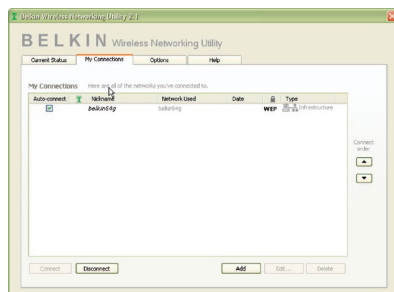 Belkin Wireless Networking Utility 2.1
BELKIN Wireless Networking Utility
Current Status My Connections Options Help
My Connections Here are all of the networks you've connected to.
Auto-connect Nickname Network Used Date Type
belkin54g belkin54g WEP Infrastructure
Connect order
Connect Disconnect Add Edit... Delete